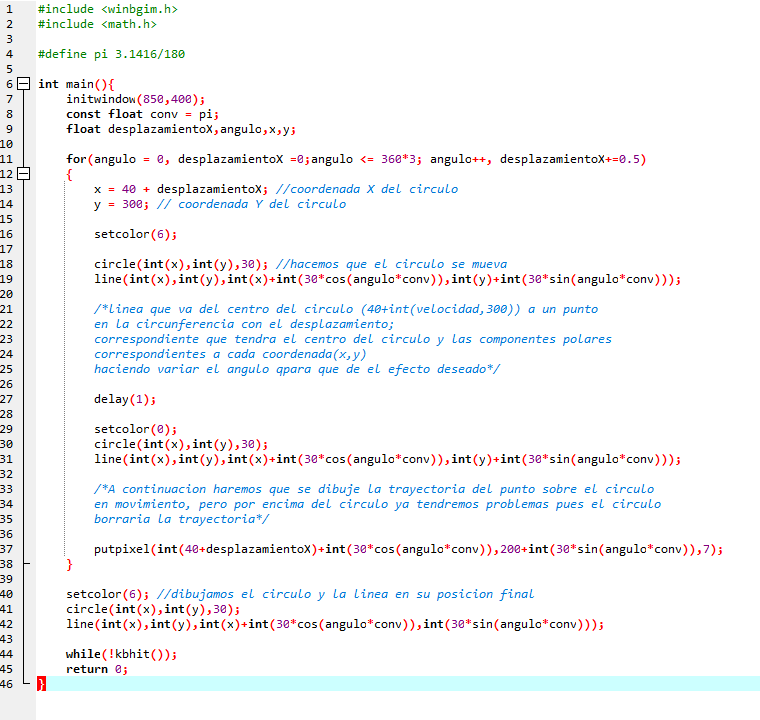 1 #include <winbgim.h>
2 #include <math.h>
3
4 #define pi 3.1416/180
5
6 int main(){
7 initwindow(850,400);
8 const float conv = pi;
9 float desplazamientoX,angulo,x,y;
10
11 for(angulo = 0, desplazamientoX =0;angulo <= 360*3; angulo++, desplazamientoX+=0.5)
12 {
13 x = 40 + desplazamientoX; //coordenada X del circulo
14 y = 300; // coordenada Y del circulo
15
16 setcolor(6);
17
18 circle(int(x),int(y),30); //hacemos que el circulo se mueva
19 line(int(x),int(y),int(x)+int(30*cos(angulo*conv)),int(y)+int(30*sin(angulo*conv)));
20
21 /*linea que va del centro del circulo (40+int(velocidad,300)) a un punto
22 en la circunferencia con el desplazamiento;
23 correspondiente que tendra el centro del circulo y las componentes polares
24 correspondientes a cada coordenada(x,y)
25 haciendo variar el angulo qpara que de el efecto deseado*/
26
27 delay(1);
28
29 setcolor(0);
30 circle(int(x),int(y),30);
31 line(int(x),int(y),int(x)+int(30*cos(angulo*conv)),int(y)+int(30*sin(angulo*conv)));
32
33 /*A continuacion haremos que se dibuje la trayectoria del punto sobre el circulo
34 en movimiento, pero por encima del circulo ya tendremos problemas pues el circulo
35 borraria la trayectoria*/
36
37 putpixel(int(40+desplazamientoX)+int(30*cos(angulo*conv)),200+int(30*sin(angulo*conv)),7);
38 }
39
40 setcolor(6); //dibujamos el circulo y la linea en su posicion final
41 circle(int(x),int(y),30);
42 line(int(x),int(y),int(x)+int(30*cos(angulo*conv)),int(30*sin(angulo*conv)));
43
44 while(!kbhit());
45 return 0;
46 }